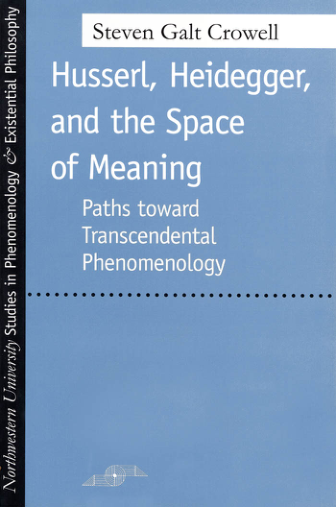 Steven Galt Crowell
Husserl, Heidegger,
and the Space
of Meaning
Paths toward
Transcendental
Phenomenology
Northwestern University Studies in Phenomenology & Existential Philosophy